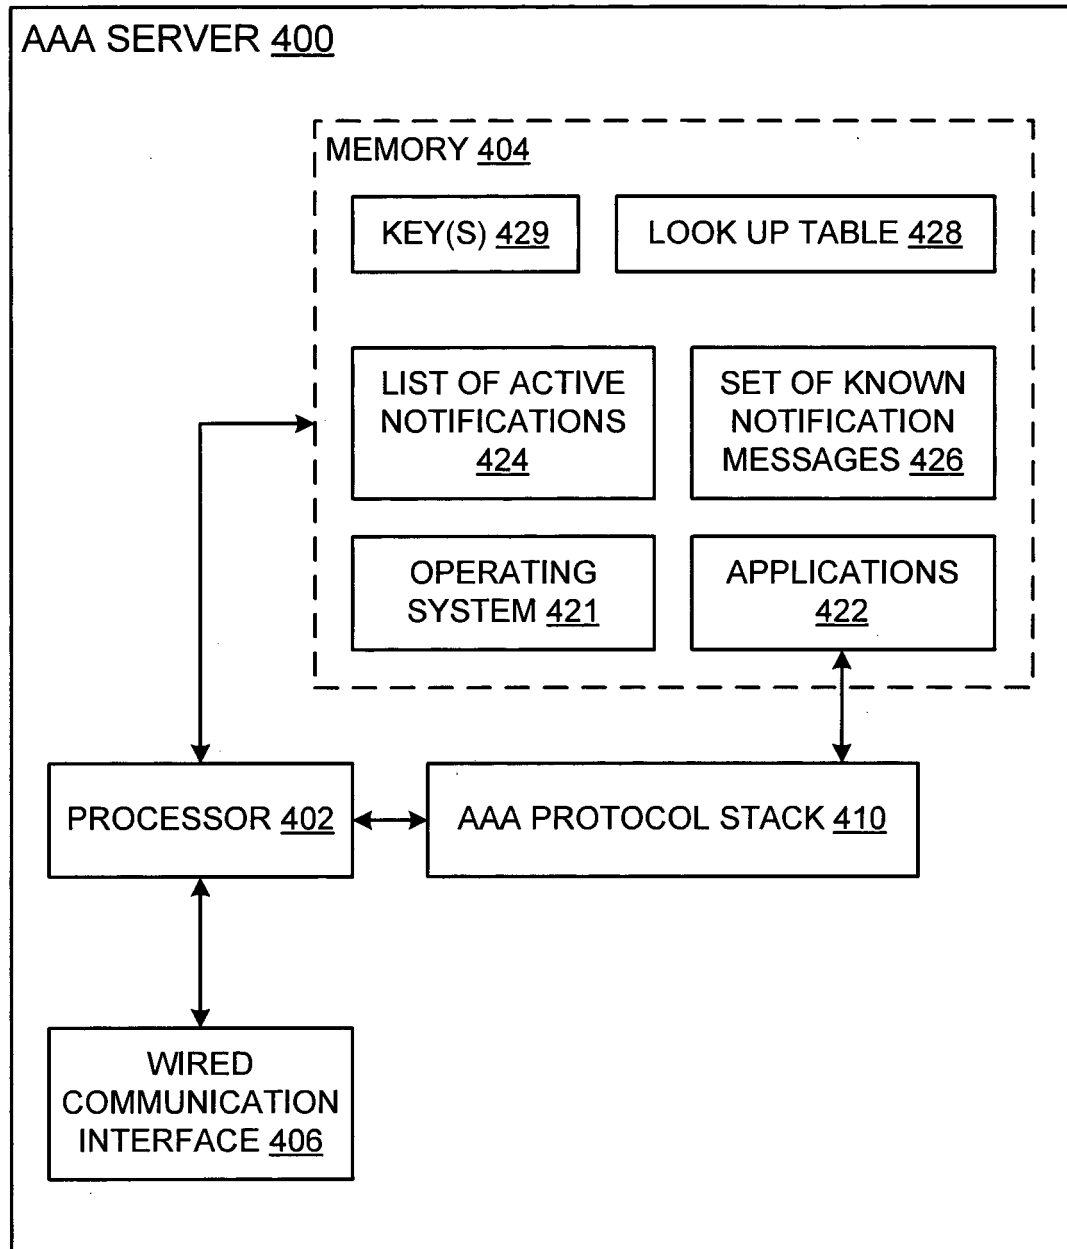 AAA SERVER 400
MEMORY 404
KEY(S) 429
LOOK UP TABLE 428
LIST OF ACTIVE
NOTIFICATIONS
424
SET OF KNOWN
NOTIFICATION
MESSAGES 426
OPERATING
SYSTEM 421
APPLICATIONS
422
PROCESSOR 402
AAA PROTOCOL STACK 410
WIRED
COMMUNICATION
INTERFACE 406